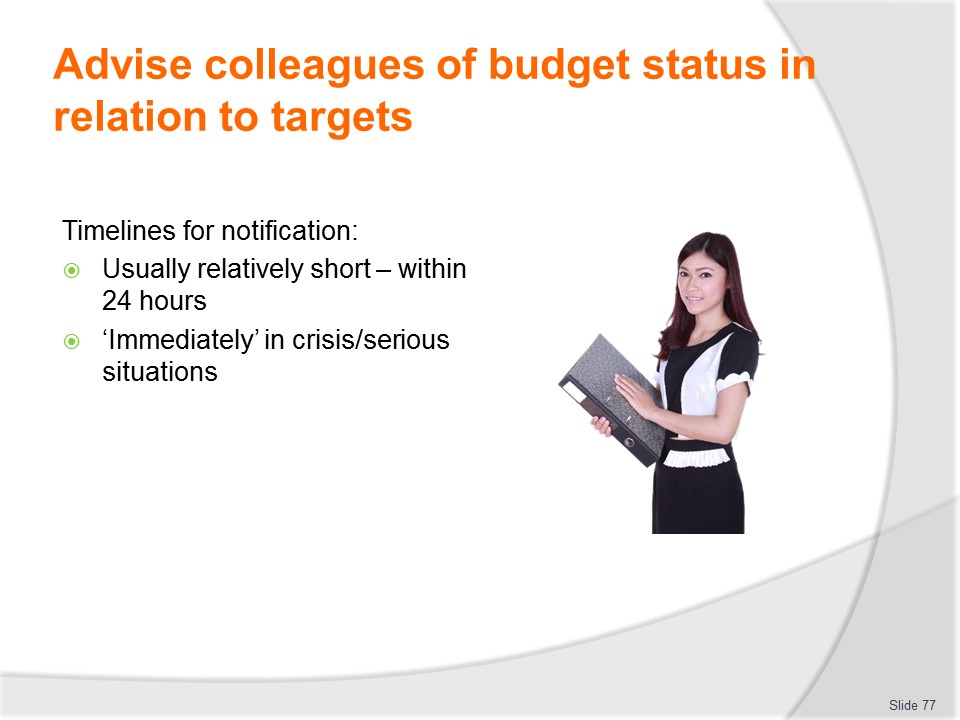 Advise colleagues of budget status in
relation to targets
Timelines for notification:
Usually relatively short – within
24 hours
‘Immediately’ in crisis/serious
situations
Slide 77